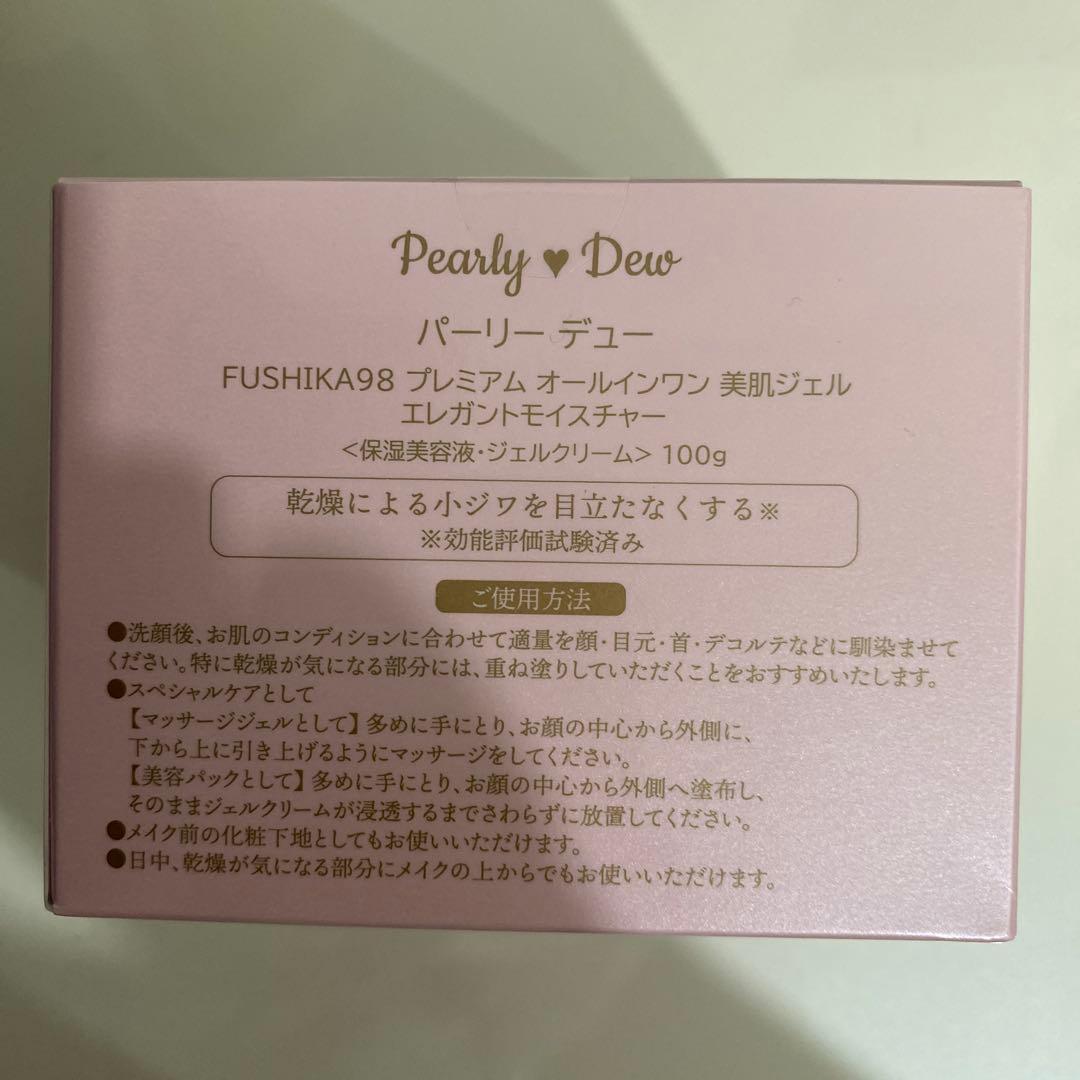 Pearly ♥ Dew
パーリー デュー
FUSHIKA98 プレミアム オールインワン 美肌ジェル
エレガントモイスチャー
<保湿美容液・ジェルクリーム> 100g
乾燥による小ジワを目立たなくする※
※効能評価試験済み
ご使用方法
●洗顔後、お肌のコンディションに合わせて適量を顔・目元・首・デコルテなどに馴染ませて
ください。特に乾燥が気になる部分には、重ね塗りしていただくことをおすすめいたします。
●スペシャルケアとして
【マッサージジェルとして】多めに手にとり、お顔の中心から外側に、
下から上に引き上げるようにマッサージをしてください。
【美容パックとして】多めに手にとり、お顔の中心から外側へ塗布し、
そのままジェルクリームが浸透するまでさわらずに放置してください。
●メイク前の化粧下地としてもお使いいただけます。
●日中、乾燥が気になる部分にメイクの上からでもお使いいただけます。